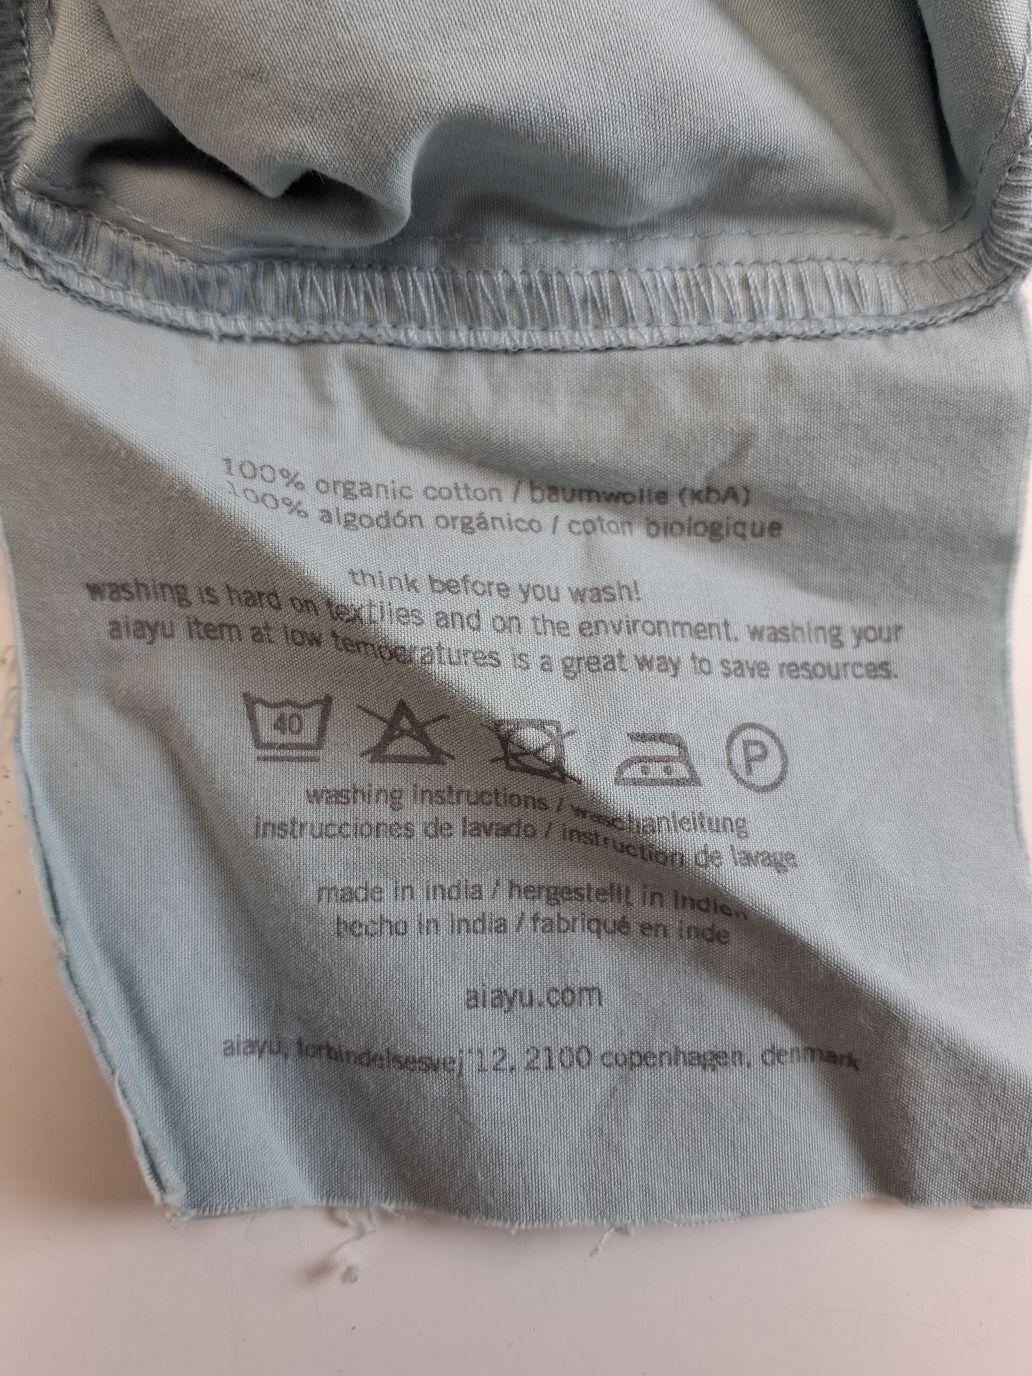 100% organic cotton / baumwolle (kbA)
100% algodón orgánico / coton biologique
think before you wash!
washing is hard on textiles and on the environment. washing your
aiayu item at low temperatures is a great way to save resources.
40
P
washing instructions / waschanleitung
instrucciones de lavado / instruction de lavage
made in india / hergestellt in indien
hecho in india / fabriqué en inde
aiayu.com
aiayu, forbindelsesvej 12, 2100 copenhagen, denmark